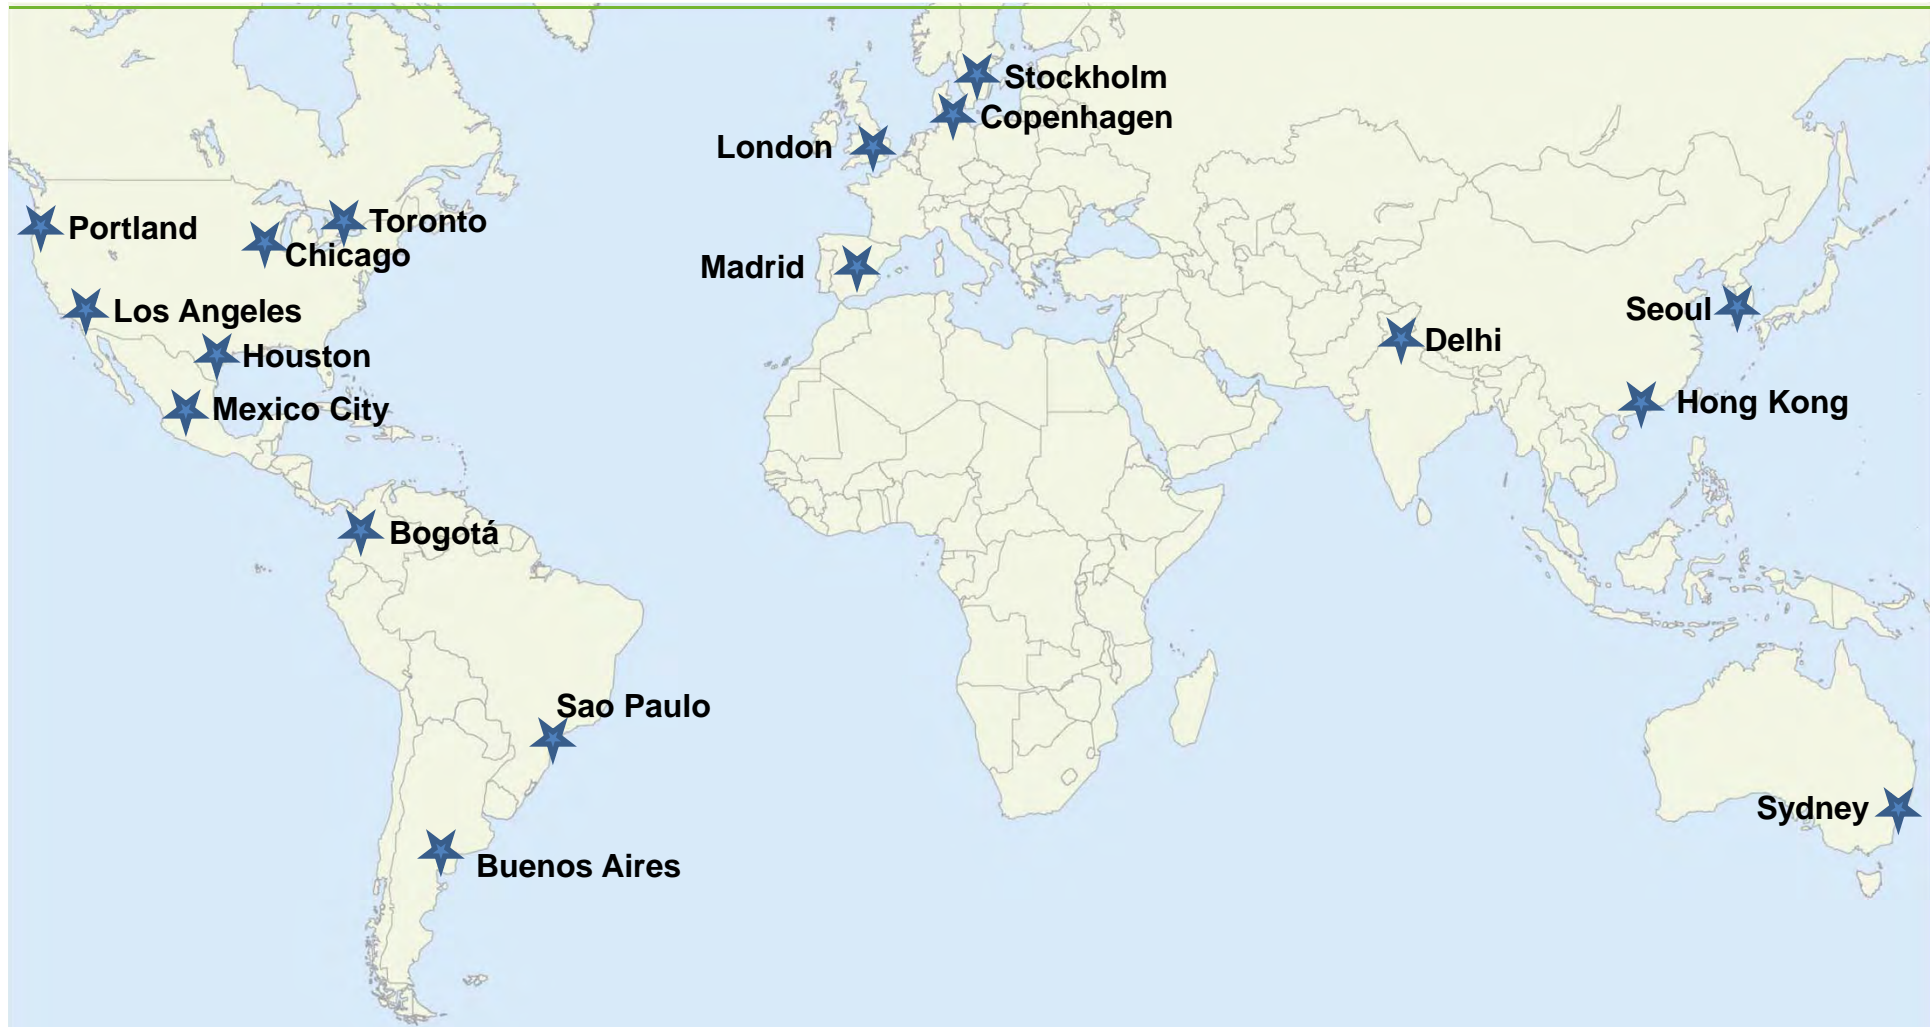 Stockholm
Copenhagen
London
Portland
Toronto
Chicago
Madrid
Los Angeles
Seoul
Houston
Delhi
Mexico City
Hong Kong
Bogotá
Sao Paulo
Sydney
Buenos Aires